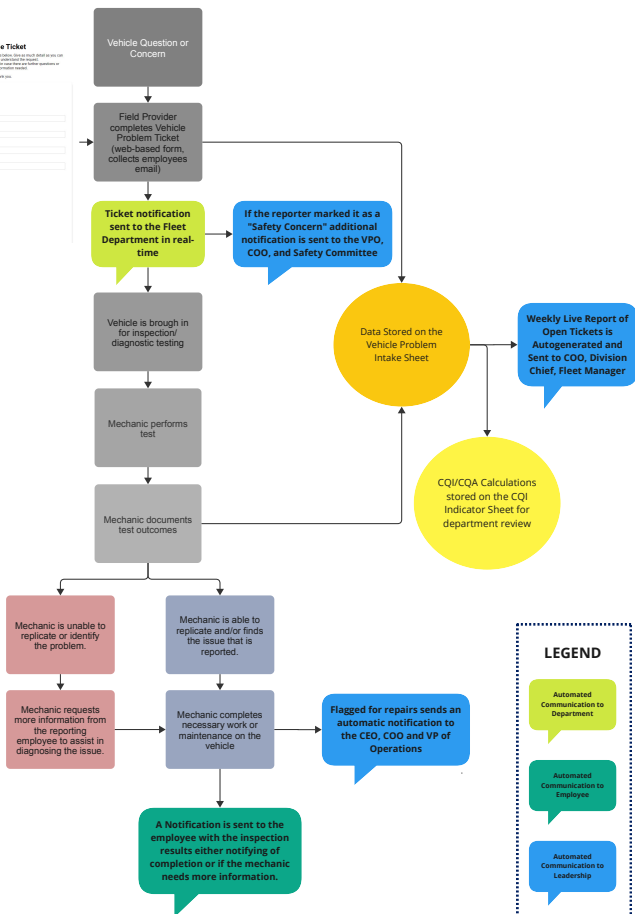 e Ticket
Vehicle Question or
Concern
Field Provider
completes Vehicle
Problem Ticket
(web-based form,
collects employees
email)
Ticket notification
sent to the Fleet
Department in real-
time
If the reporter marked it as a
"Safety Concern" additional
notification is sent to the VPO,
COO, and Safety Committee
Vehicle is brough in
for inspection/
diagnostic testing
Data Stored on the
Vehicle Problem
Intake Sheet
Weekly Live Report of
Open Tickets is
Autogenerated and
Sent to COO, Division
Chief, Fleet Manager
Mechanic performs
test
CQI/CQA Calculations
stored on the CQI
Indicator Sheet for
department review
Mechanic documents
test outcomes
Mechanic is unable to
replicate or identify
the problem.
Mechanic is able to
replicate and/or finds
the issue that is
reported.
Mechanic requests
more information from
the reporting
employee to assist in
diagnosing the issue.
Mechanic completes
necessary work or
maintenance on the
vehicle
Flagged for repairs sends an
automatic notification to
the CEO, COO and VP of
Operations
A Notification is sent to the
employee with the inspection
results either notifying of
completion or if the mechanic
needs more information.
LEGEND
Automated
Communication to
Department
Automated
Communication to
Employee
Automated
Communication to
Leadership